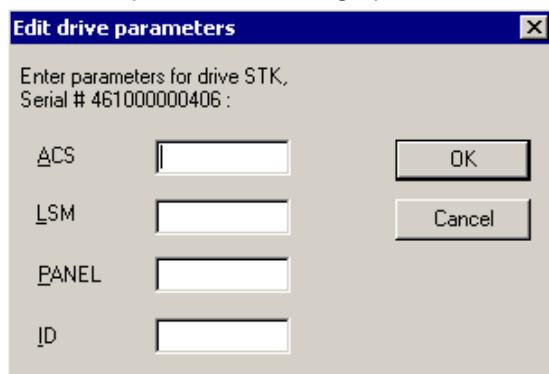 Edit drive parameters
Enter parameters for drive STK,
Serial # 461000000406 :
ACS
OK
LSM
Cancel
PANEL
ID